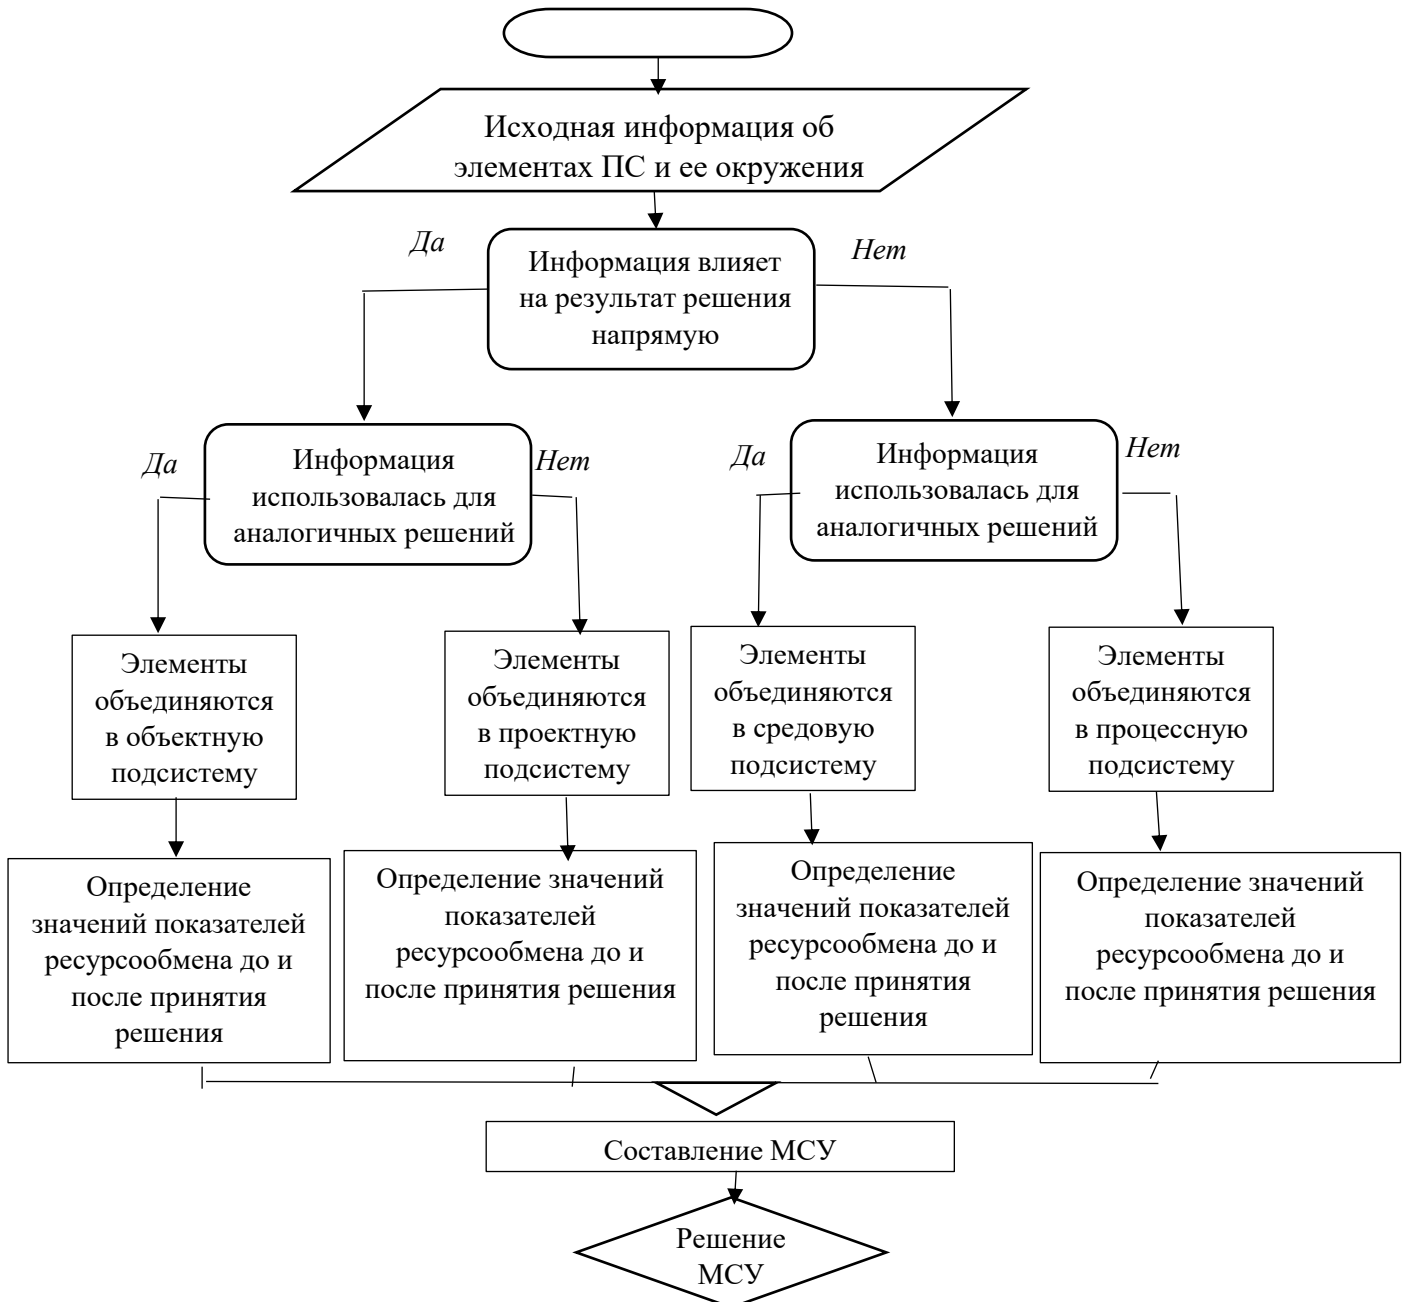 Исходная информация об
элементах ПС и ее окружения
Да
Нет
Информация влияет
на результат решения
напрямую
Да
Информация
использовалась для
аналогичных решений
Нет
Да
Информация
использовалась для
аналогичных решений
Нет
Элементы
объединяются
в объектную
подсистему
Элементы
объединяются
в проектную
подсистему
Элементы
объединяются
в средовую
подсистему
Элементы
объединяются
в процессную
подсистему
Определение
значений показателей
ресурсообмена до и
после принятия
решения
Определение значений
показателей
ресурсообмена до и
после принятия решения
Определение
значений показателей
ресурсообмена до и
после принятия
решения
Определение значений
показателей
ресурсообмена до и
после принятия решения
Составление МСУ
Решение
МСУ